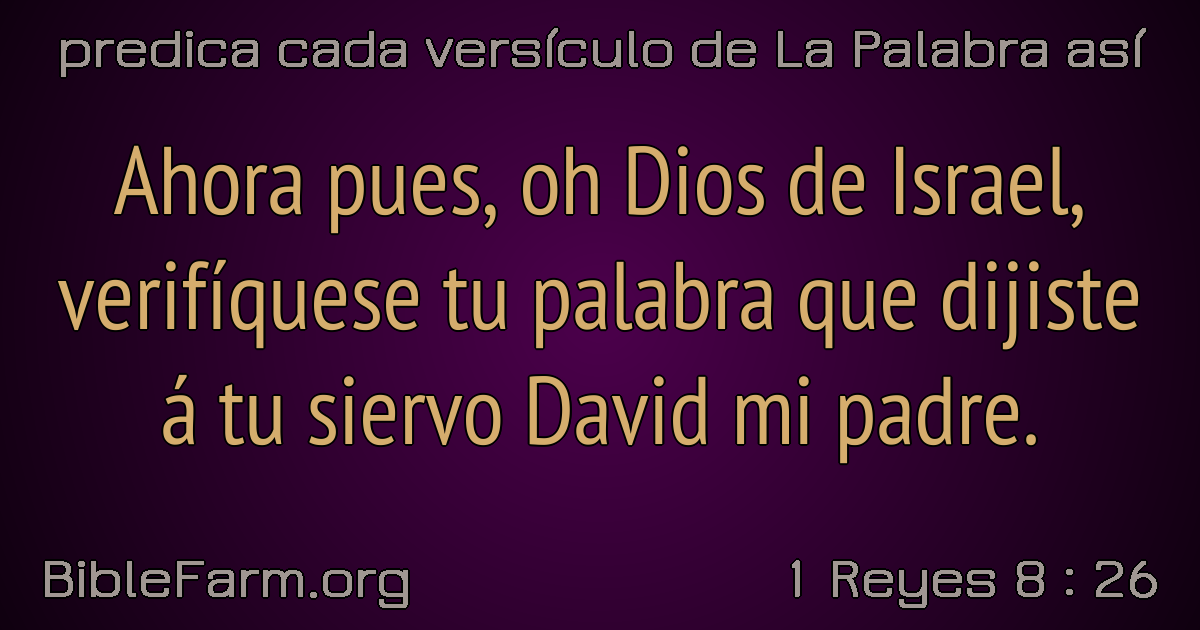 predica cada versículo de La Palabra así
Ahora pues, oh Dios de Israel,
verifíquese tu palabra que dijiste
á tu siervo David mi padre.
BibleFarm.org
1 Reyes 8 : 26